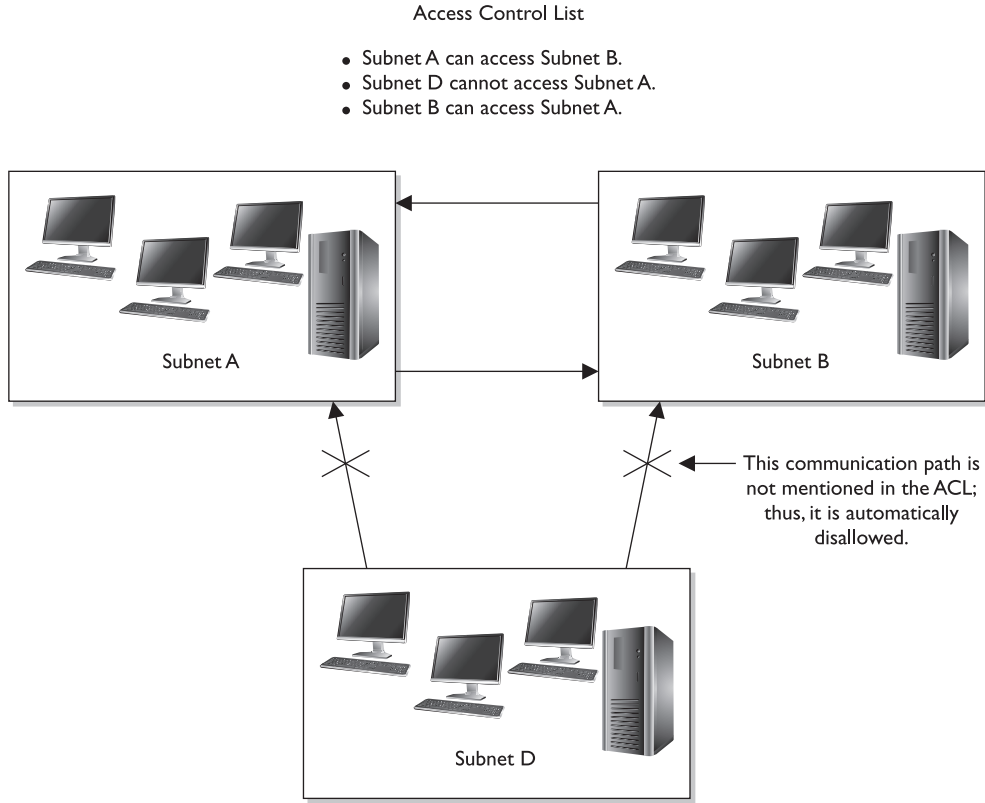 Access Control List
• Subnet A can access Subnet B.
• Subnet D cannot access Subnet A.
• Subnet B can access Subnet A.
Subnet A
Subnet B
This communication path is
not mentioned in the ACL;
thus, it is automatically
disallowed.
Subnet D